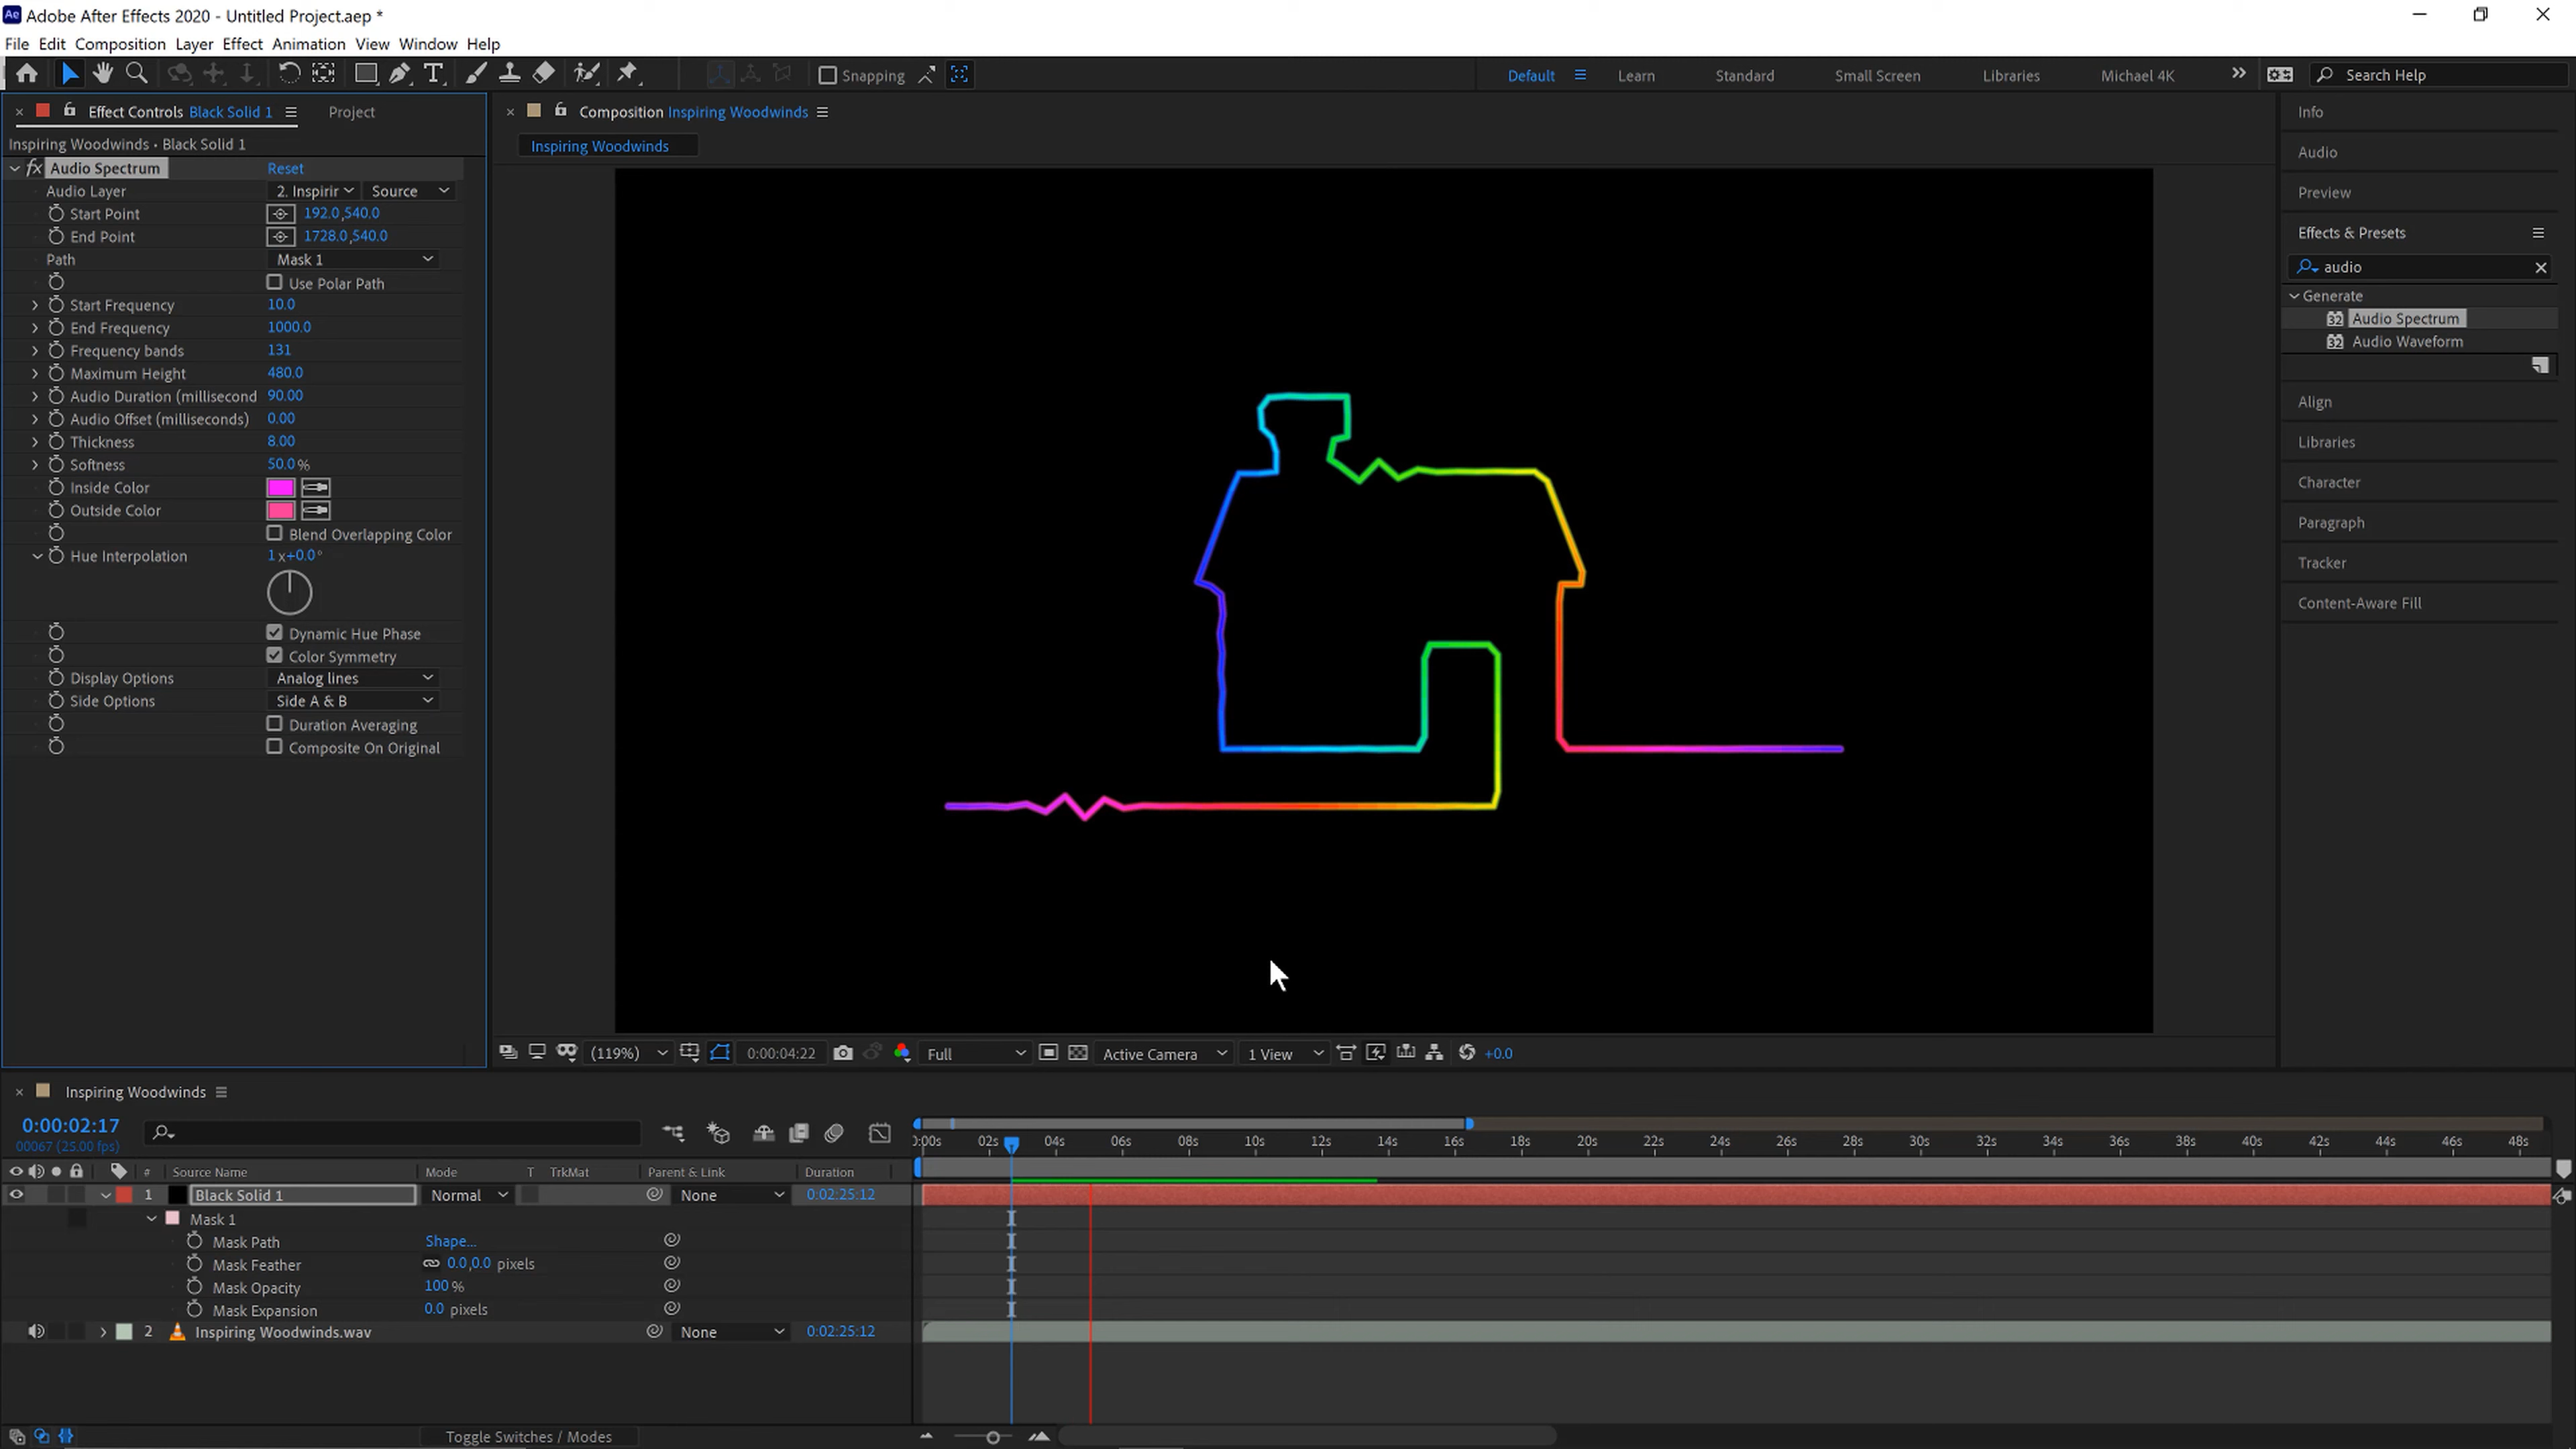 Adobe After Effects 2020 - Untitled Project.aep *
File Edit Composition Layer Effect Animation View Window Help
Snapping
Default Learn Standard Small Screen Libraries Michael 4K Search Help
Effect Controls Black Solid 1 Project
Inspiring Woodwinds • Black Solid 1
fx Audio Spectrum Reset
Audio Layer 2. Inspirir Source
Start Point 192.0,540.0
End Point 1728.0,540.0
Path Mask 1
Use Polar Path
Start Frequency 10.0
End Frequency 1000.0
Frequency bands 131
Maximum Height 480.0
Audio Duration (millisecond 90.00
Audio Offset (milliseconds) 0.00
Thickness 8.00
Softness 50.0 %
Inside Color
Outside Color
Blend Overlapping Color
Hue Interpolation 1 x+0.0°
Dynamic Hue Phase
Color Symmetry
Display Options Analog lines
Side Options Side A & B
Duration Averaging
Composite On Original
Composition Inspiring Woodwinds
Inspiring Woodwinds
(119%) 0:00:04:22 Full Active Camera 1 View +0.0
Info
Audio
Preview
Effects & Presets
audio
Generate
32 Audio Spectrum
32 Audio Waveform
Align
Libraries
Character
Paragraph
Tracker
Content-Aware Fill
Inspiring Woodwinds
0:00:02:17
00067 (25.00 fps)
# Source Name Mode T TrkMat Parent & Link Duration
):00s 02s 04s 06s 08s 10s 12s 14s 16s 18s 20s 22s 24s 26s 28s 30s 32s 34s 36s 38s 40s 42s 44s 46s 48s
1 Black Solid 1 Normal None 0:02:25:12
Mask 1
Mask Path Shape...
Mask Feather 0.0,0.0 pixels
Mask Opacity 100 %
Mask Expansion 0.0 pixels
2 Inspiring Woodwinds.wav None 0:02:25:12
Toggle Switches / Modes